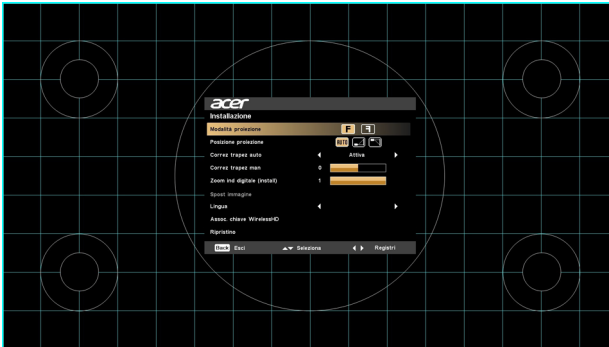 acer
Installazione
Modalità proiezione F F
Posizione proiezione AUTO
Correz trapez auto Attiva
Correz trapez man 0
Zoom ind digitale (install) 1
Spost immagine
Lingua
Assoc. chiave WirelessHD
Ripristino
Back Esci Seleziona Registri